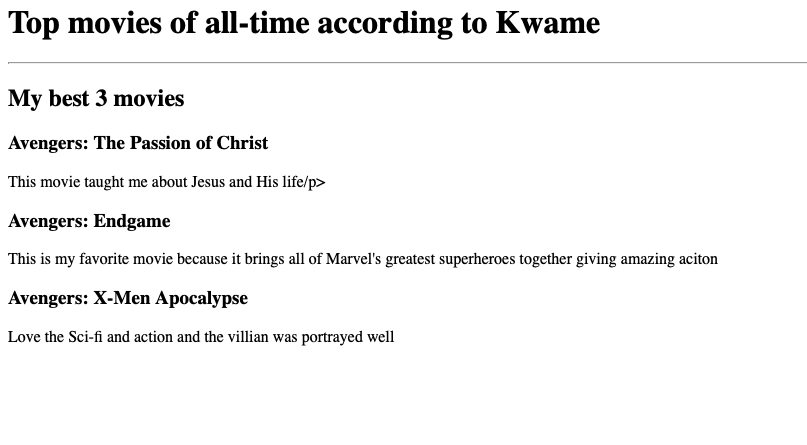 Top movies of all-time according to Kwame
My best 3 movies
Avengers: The Passion of Christ
This movie taught me about Jesus and His life/p>
Avengers: Endgame
This is my favorite movie because it brings all of Marvel's greatest superheroes together giving amazing aciton
Avengers: X-Men Apocalypse
Love the Sci-fi and action and the villian was portrayed well